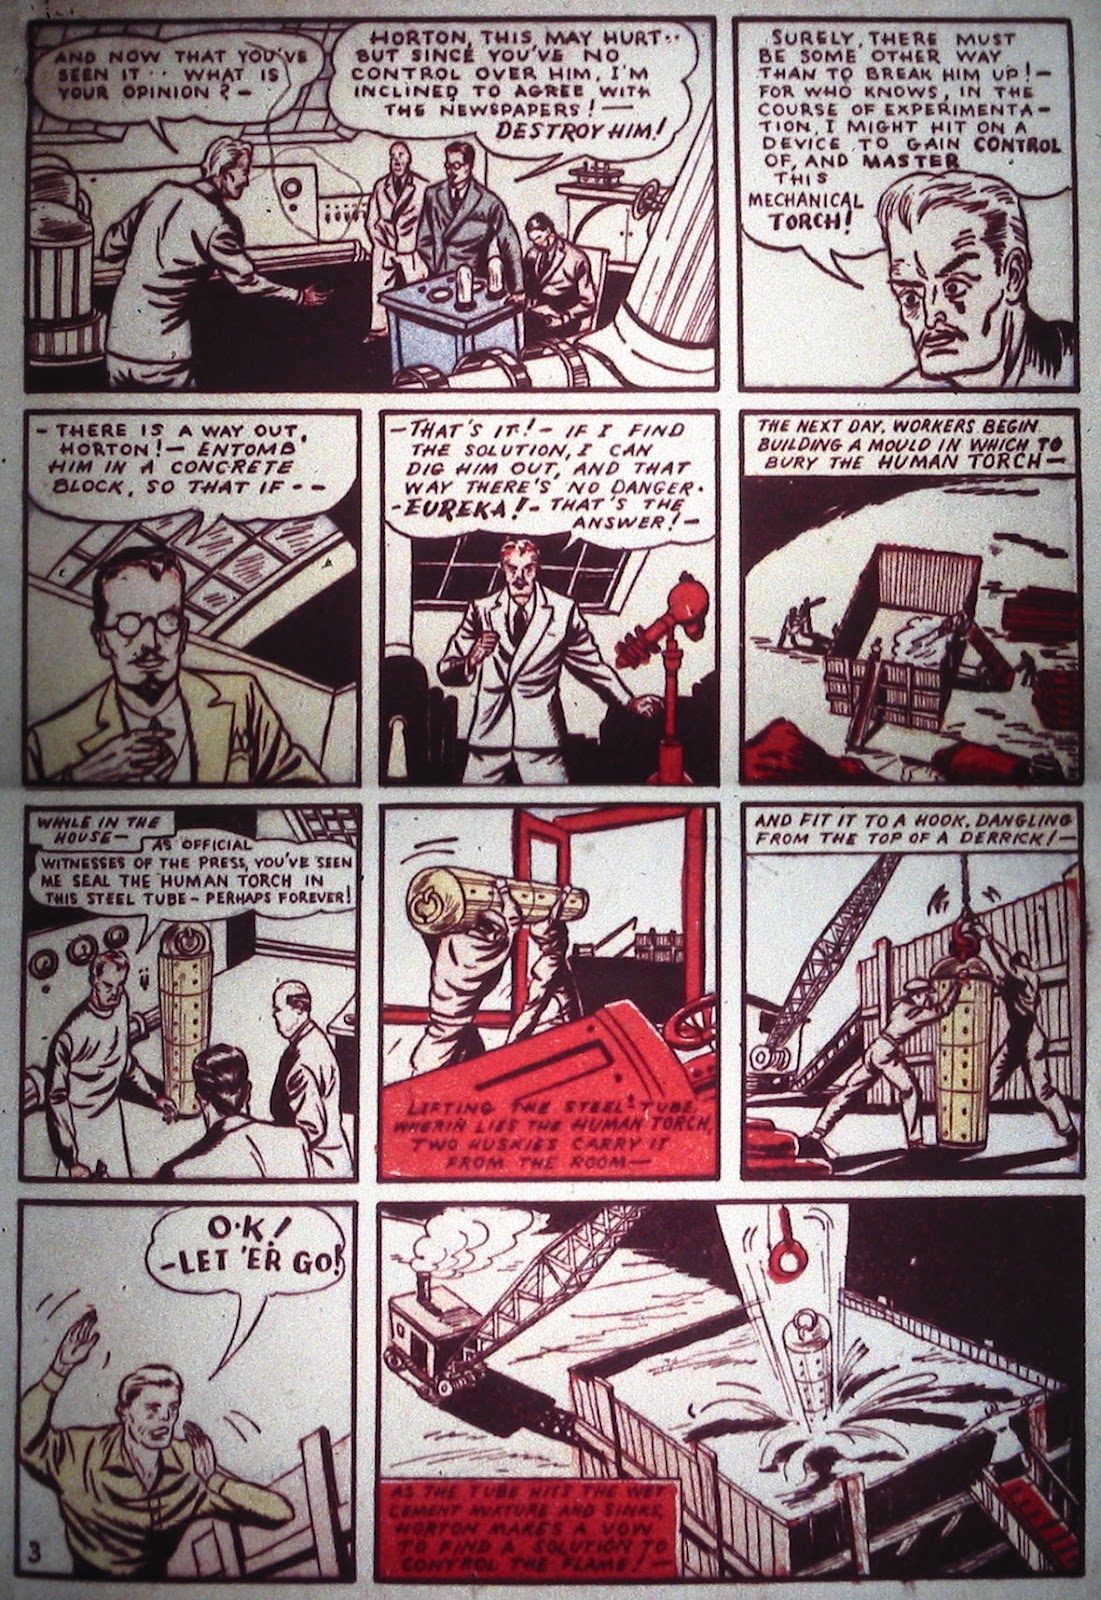 AND NOW THAT YOU'VE
SEEN IT·· WHAT IS
YOUR OPINION?-
HORTON, THIS MAY HURT··
BUT SINCE YOU'VE NO
CONTROL OVER HIM, I'M
INCLINED TO AGREE WITH
THE NEWSPAPERS!—
DESTROY HIM!
SURELY, THERE MUST
BE SOME OTHER WAY
THAN TO BREAK HIM UP!-
FOR WHO KNOWS, IN THE
COURSE OF EXPERIMENTA-
TION, I MIGHT HIT ON A
DEVICE TO GAIN CONTROL
OF, AND MASTER
THIS
MECHANICAL
TORCH!
-THERE IS A WAY OUT,
HORTON!- ENTOMB
HIM IN A CONCRETE
BLOCK, SO THAT IF--
-THAT'S IT!- IF I FIND
THE SOLUTION, I CAN
DIG HIM OUT, AND THAT
WAY THERE'S NO DANGER.
-EUREKA!- THAT'S THE
ANSWER!-
THE NEXT DAY, WORKERS BEGIN
BUILDING A MOULD IN WHICH TO
BURY THE HUMAN TORCH—
WHILE IN THE
HOUSE—
AS OFFICIAL
WITNESSES OF THE PRESS, YOU'VE SEEN
ME SEAL THE HUMAN TORCH IN
THIS STEEL TUBE- PERHAPS FOREVER!
LIFTING THE STEEL TUBE,
WHERIN LIES THE HUMAN TORCH,
TWO HUSKIES CARRY IT
FROM THE ROOM—
AND FIT IT TO A HOOK, DANGLING
FROM THE TOP OF A DERRICK!—
O.K!
-LET 'ER GO!
3
AS THE TUBE HITS THE WET
CEMENT MIXTURE AND SINKS,
HORTON MAKES A VOW
TO FIND A SOLUTION TO
CONTROL THE FLAME!—